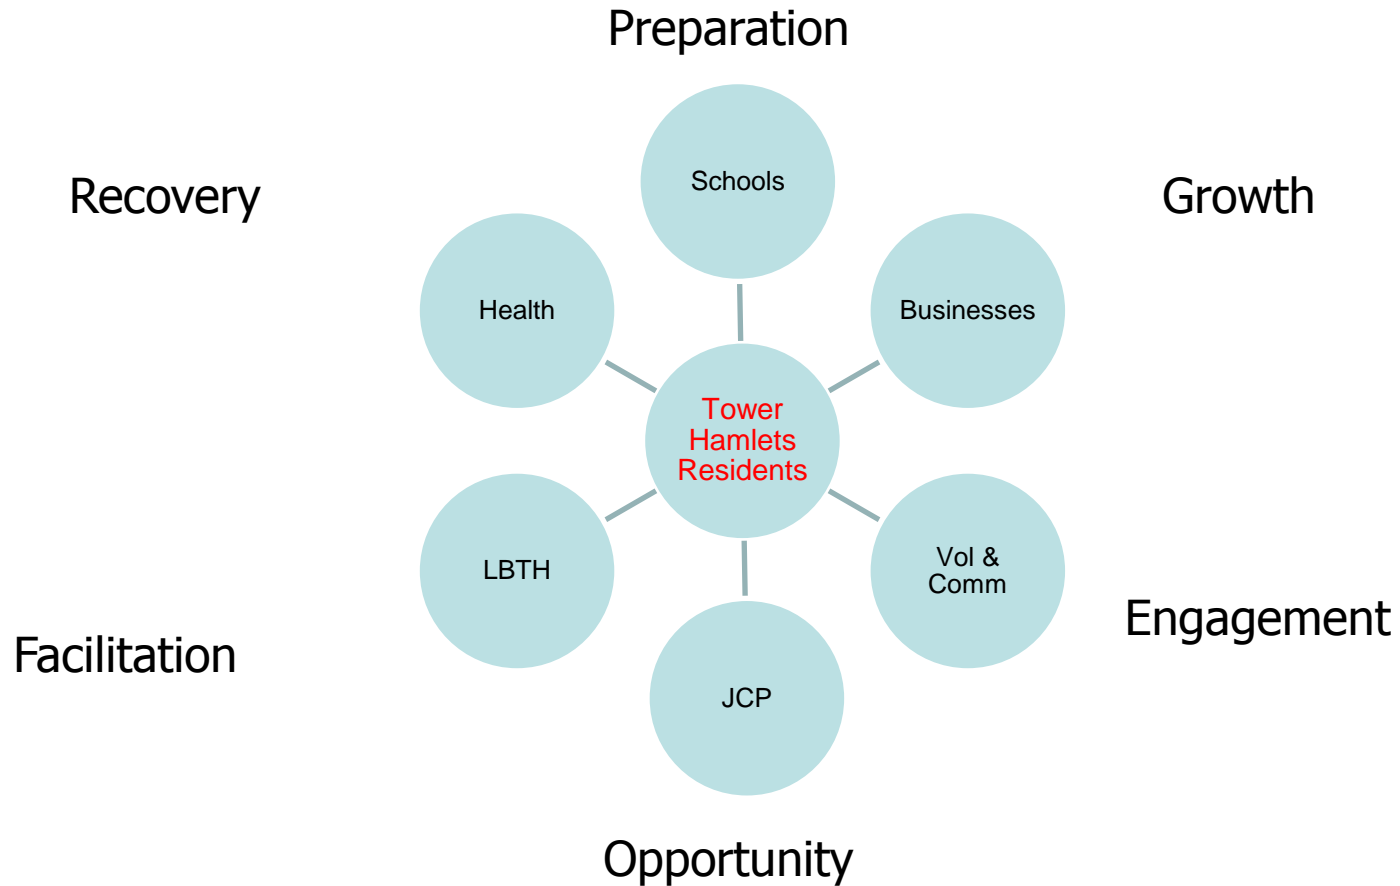 Preparation
Schools
Recovery
Growth
Health
Businesses
Tower
Hamlets
Residents
LBTH
Vol &
Comm
Engagement
Facilitation
JCP
Opportunity